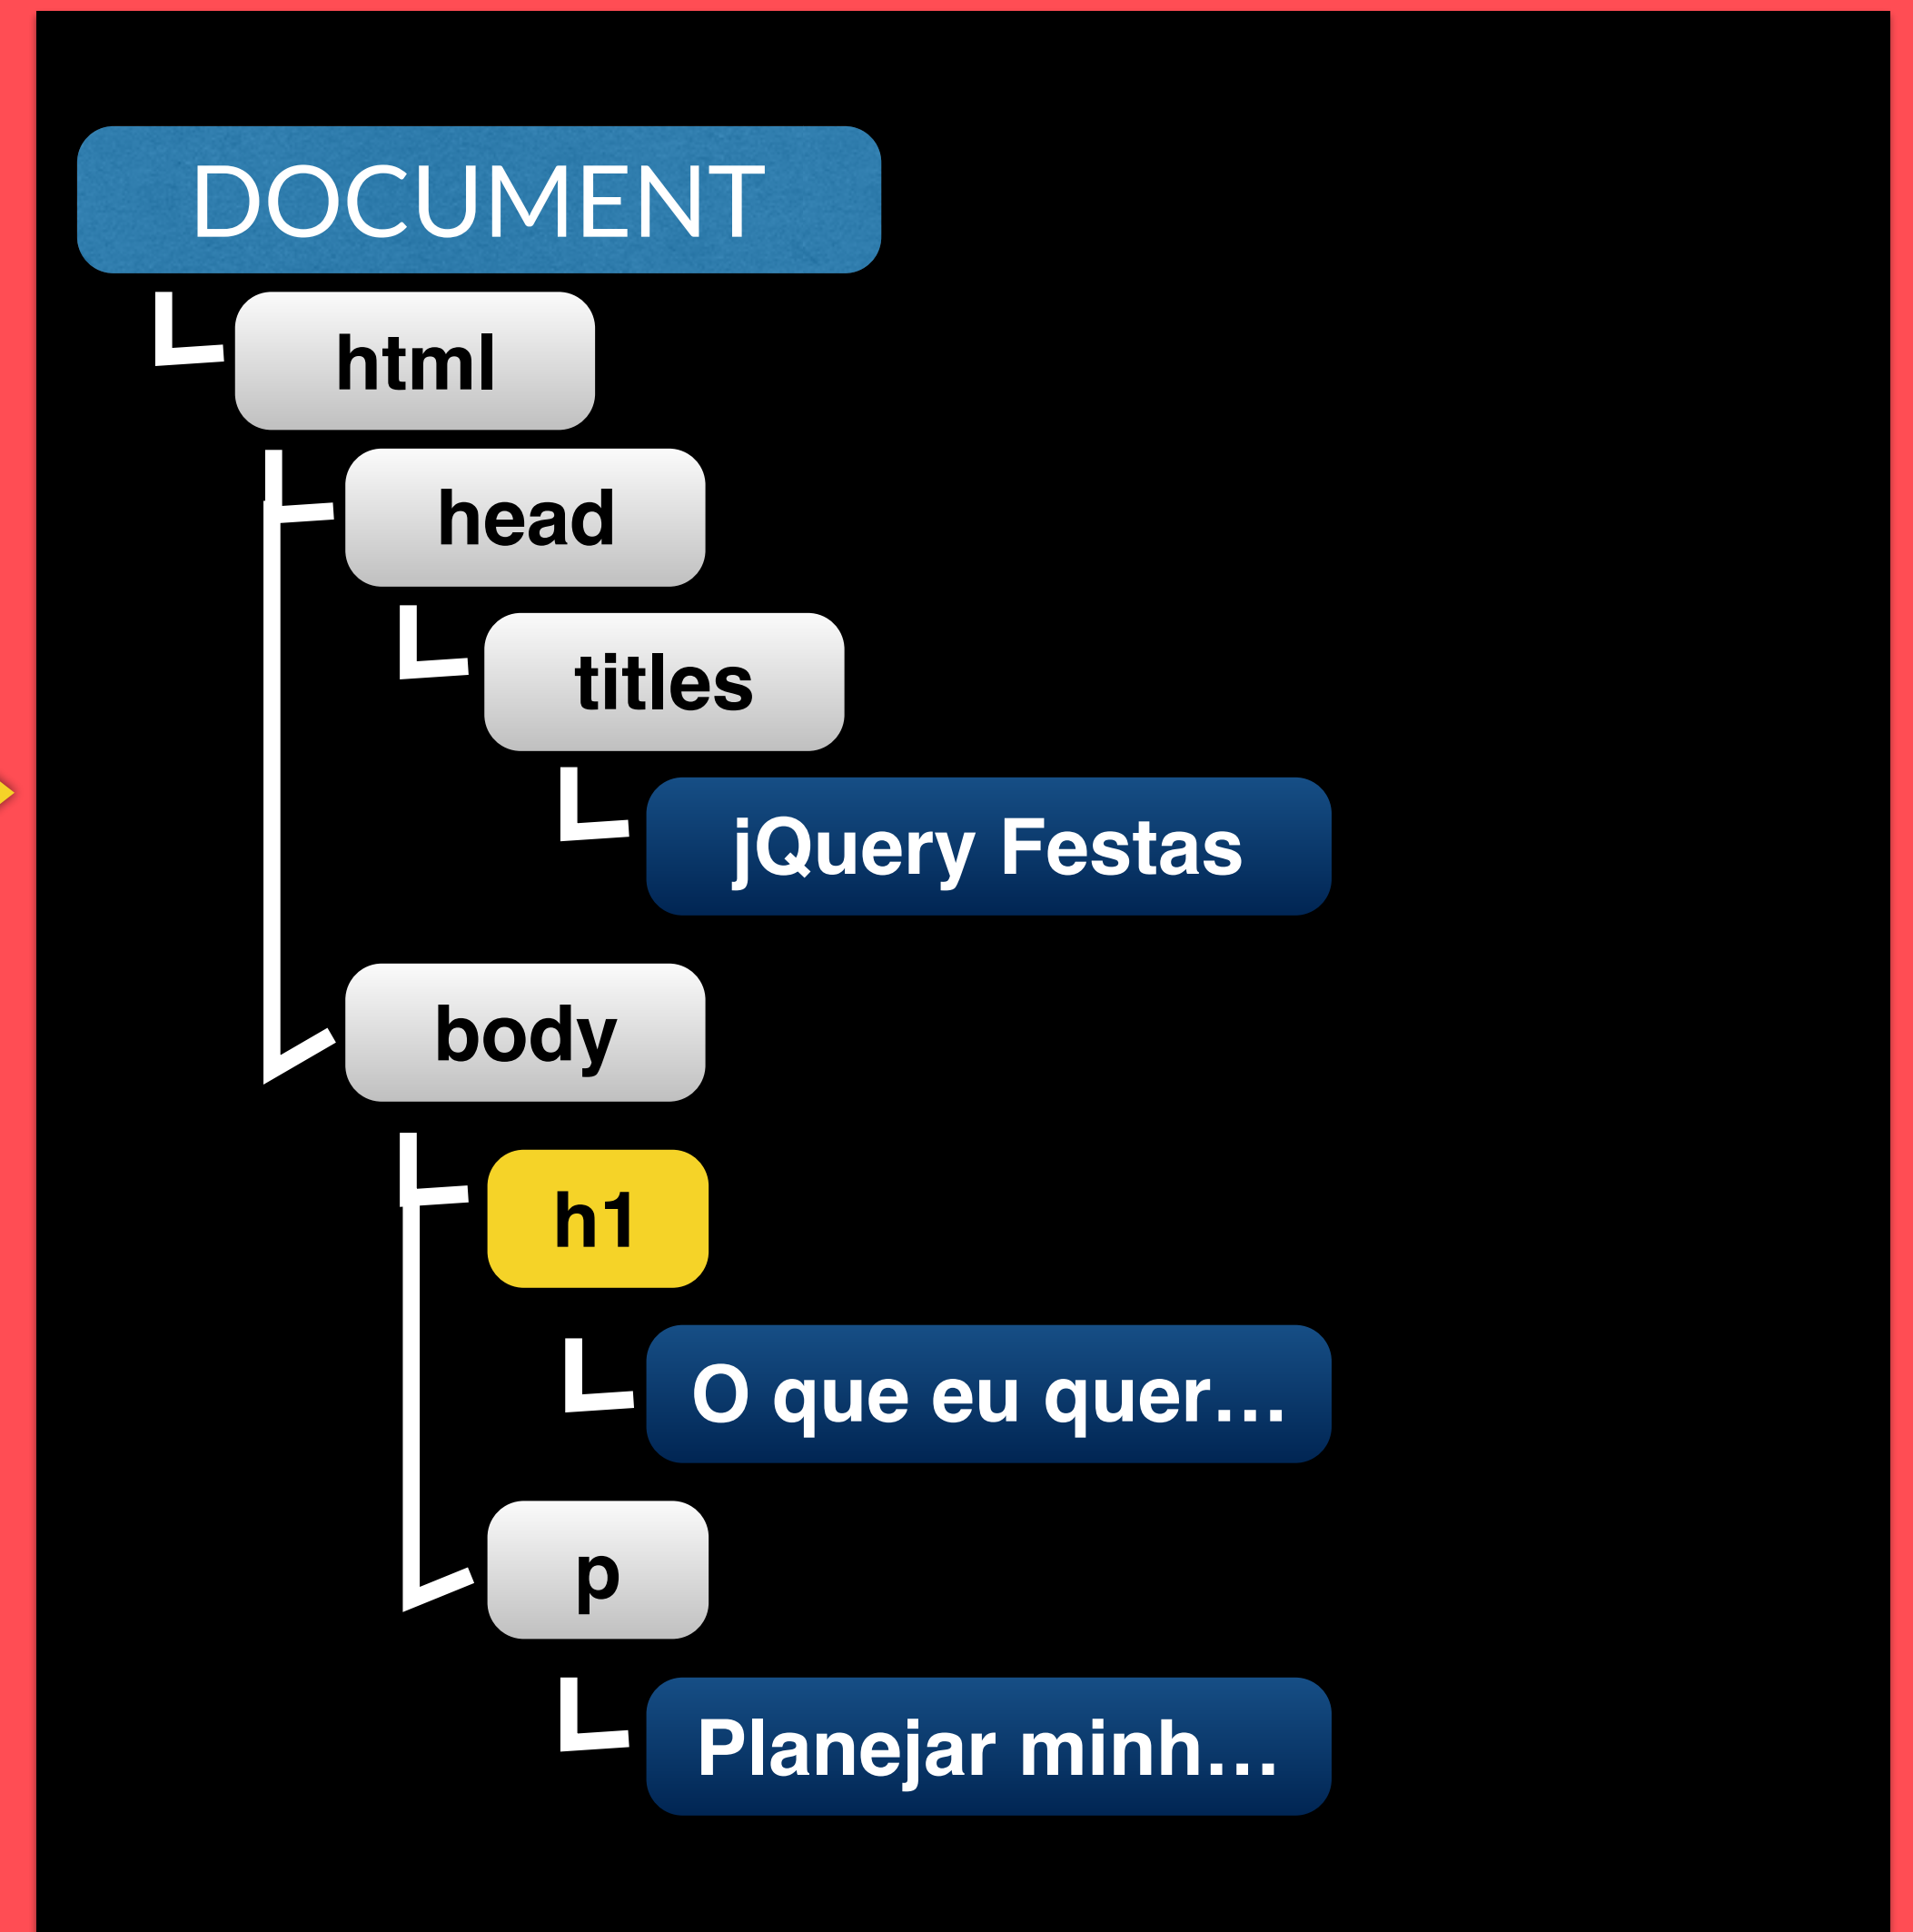 DOCUMENT
html
head
titles
jQuery Festas
body
h1
O que eu quer...
p
Planejar minh...